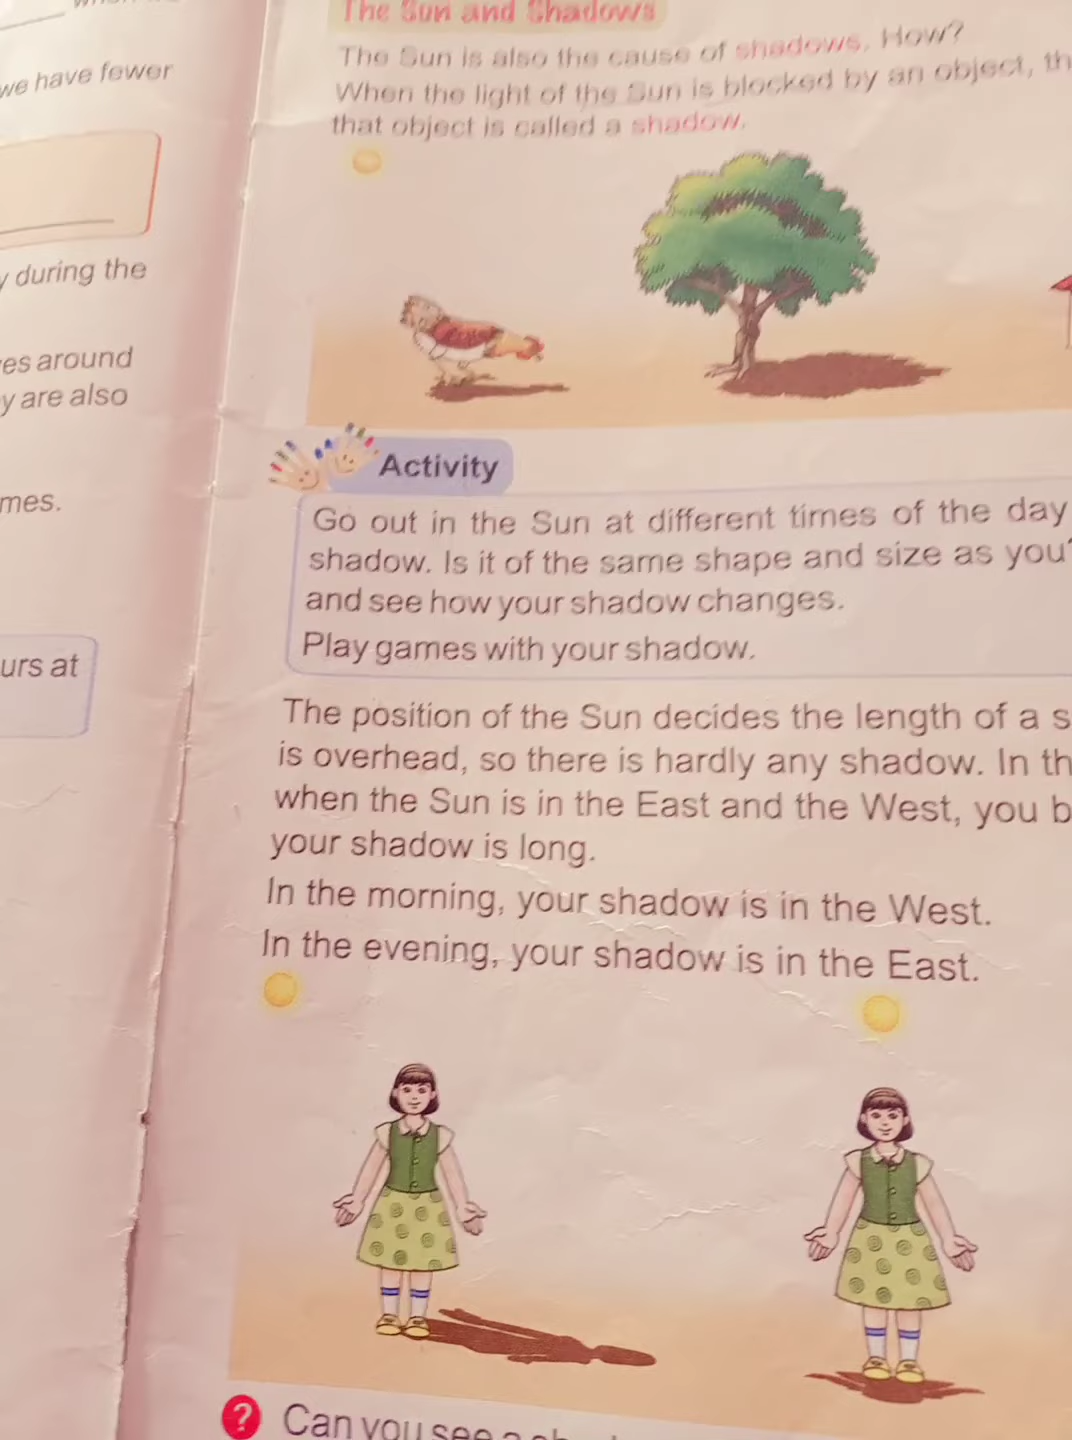 we have fewer
during the
es around
y are also
mes.
urs at
The Sun and Shadows
The Sun is also the cause of shadows. How?
When the light of the Sun is blocked by an object, th
that object is called a shadow.
Activity
Go out in the Sun at different times of the day
shadow. Is it of the same shape and size as you
and see how your shadow changes.
Play games with your shadow.
The position of the Sun decides the length of a s
is overhead, so there is hardly any shadow. In th
when the Sun is in the East and the West, you b
your shadow is long.
In the morning, your shadow is in the West.
In the evening, your shadow is in the East.
? Can you see a sh